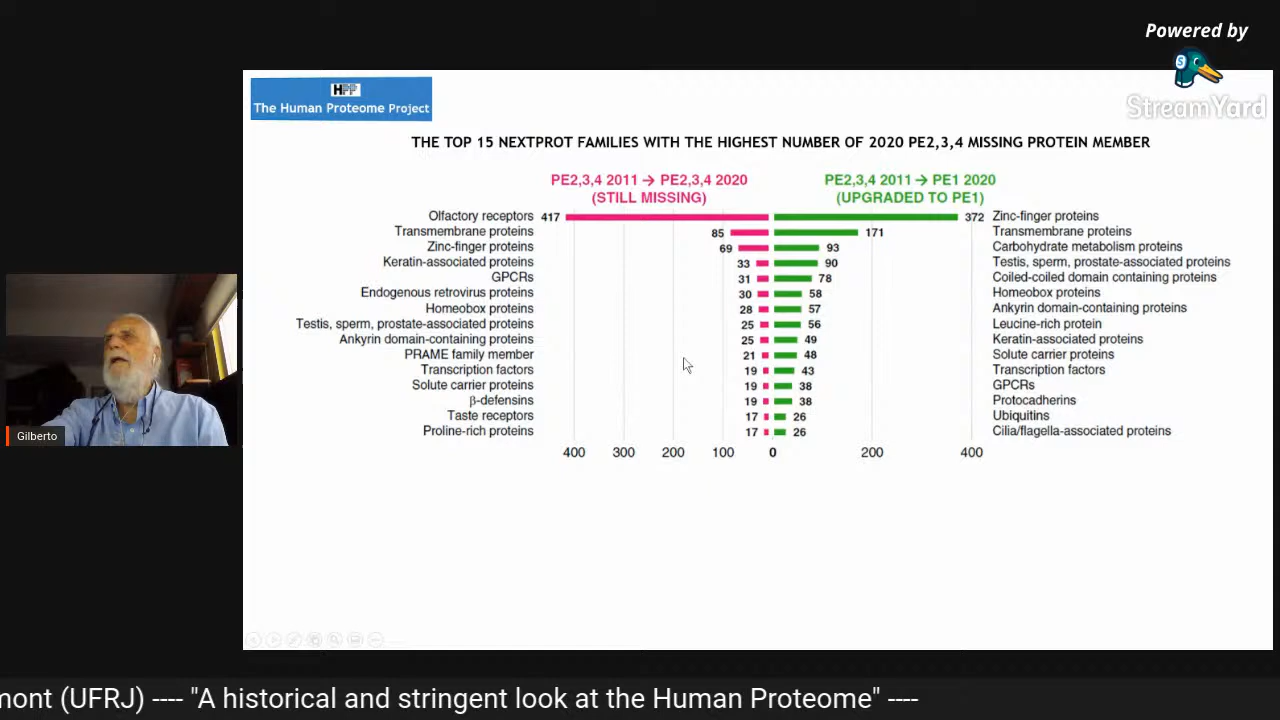 Powered by
StreamYard
HPP
The Human Proteome Project
THE TOP 15 NEXTPROT FAMILIES WITH THE HIGHEST NUMBER OF 2020 PE2,3,4 MISSING PROTEIN MEMBER
PE2,3,4 2011 → PE2,3,4 2020
(STILL MISSING)
PE2,3,4 2011 → PE1 2020
(UPGRADED TO PE1)
Olfactory receptors 417 372 Zinc-finger proteins
Transmembrane proteins 85 171 Transmembrane proteins
Zinc-finger proteins 69 93 Carbohydrate metabolism proteins
Keratin-associated proteins 33 90 Testis, sperm, prostate-associated proteins
GPCRs 31 78 Coiled-coiled domain containing proteins
Endogenous retrovirus proteins 30 58 Homeobox proteins
Homeobox proteins 28 57 Ankyrin domain-containing proteins
Testis, sperm, prostate-associated proteins 25 56 Leucine-rich protein
Ankyrin domain-containing proteins 25 49 Keratin-associated proteins
PRAME family member 21 48 Solute carrier proteins
Transcription factors 19 43 Transcription factors
Solute carrier proteins 19 38 GPCRs
β-defensins 19 38 Protocadherins
Taste receptors 17 26 Ubiquitins
Proline-rich proteins 17 26 Cilia/flagella-associated proteins
400 300 200 100 0 200 400
Gilberto
mont (UFRJ) ---- "A historical and stringent look at the Human Proteome" ----